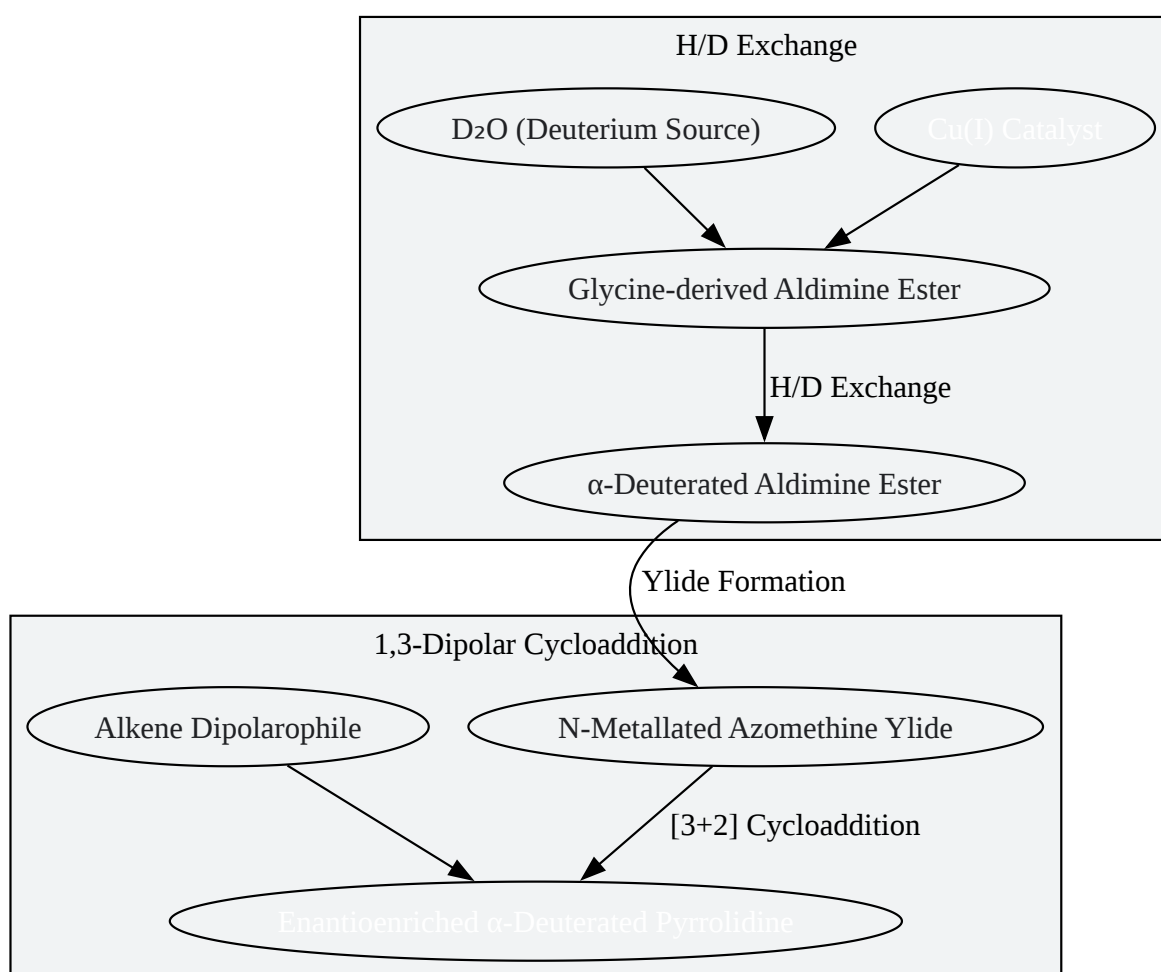 H/D Exchange
D₂O (Deuterium Source)
Cu(I) Catalyst
Glycine-derived Aldimine Ester
H/D Exchange
α-Deuterated Aldimine Ester
Ylide Formation
1,3-Dipolar Cycloaddition
Alkene Dipolarophile
N-Metallated Azomethine Ylide
[3+2] Cycloaddition
Enantioenriched α-Deuterated Pyrrolidine